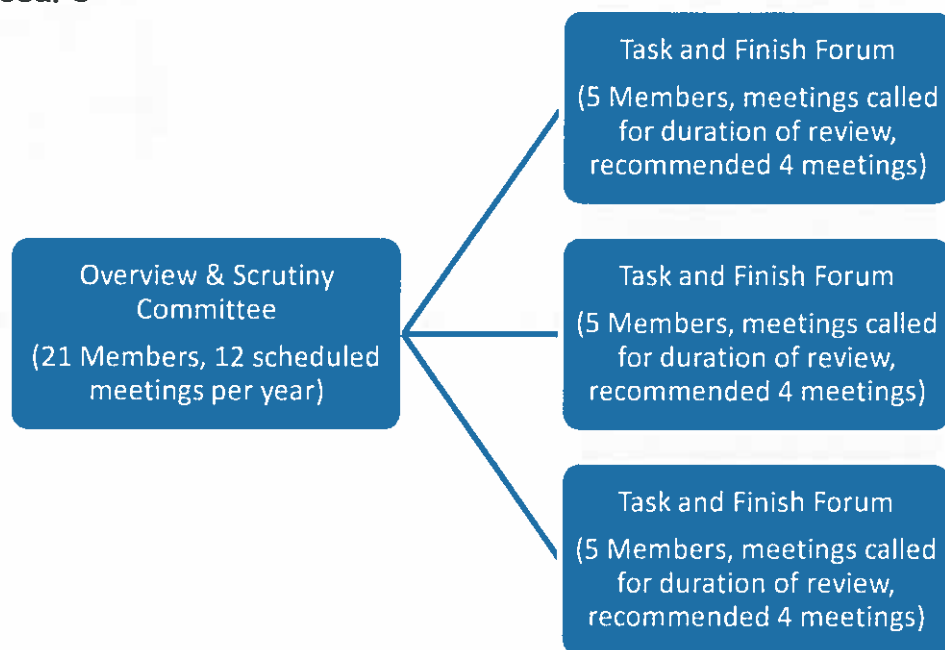 Overview & Scrutiny
Committee
(21 Members, 12 scheduled
meetings per year)
Task and Finish Forum
(5 Members, meetings called
for duration of review,
recommended 4 meetings)
Task and Finish Forum
(5 Members, meetings called
for duration of review,
recommended 4 meetings)
Task and Finish Forum
(5 Members, meetings called
for duration of review,
recommended 4 meetings)